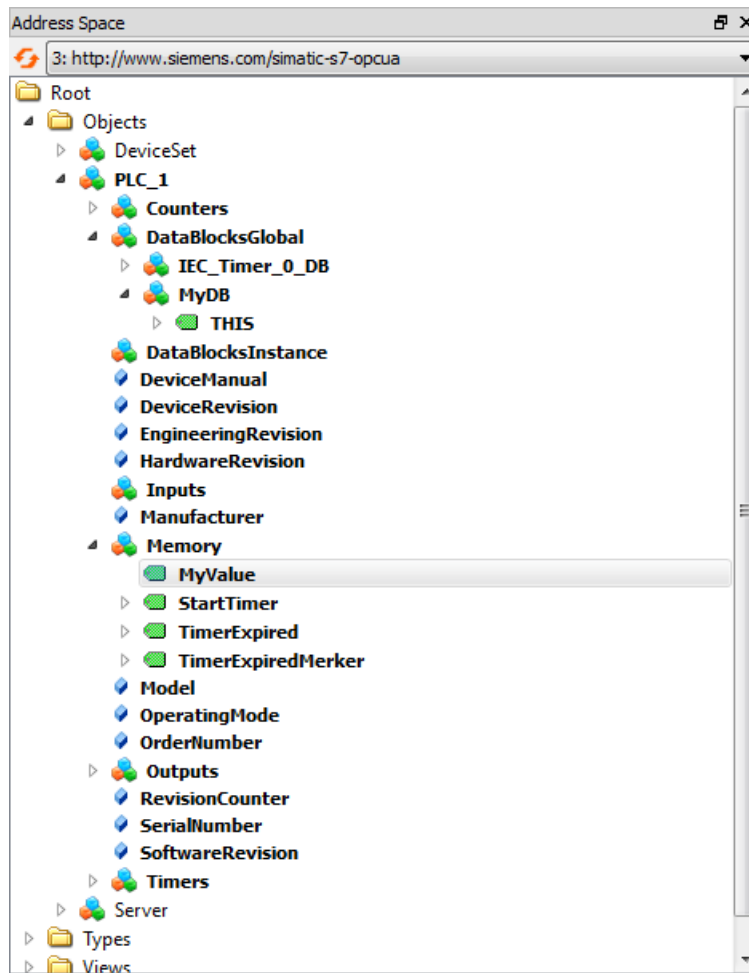 Address Space
3: http://www.siemens.com/simatic-s7-opcua
Root
Objects
DeviceSet
PLC_1
Counters
DataBlocksGlobal
IEC_Timer_0_DB
MyDB
THIS
DataBlocksInstance
DeviceManual
DeviceRevision
EngineeringRevision
HardwareRevision
Inputs
Manufacturer
Memory
MyValue
StartTimer
TimerExpired
TimerExpiredMerker
Model
OperatingMode
OrderNumber
Outputs
RevisionCounter
SerialNumber
SoftwareRevision
Timers
Server
Types
Views